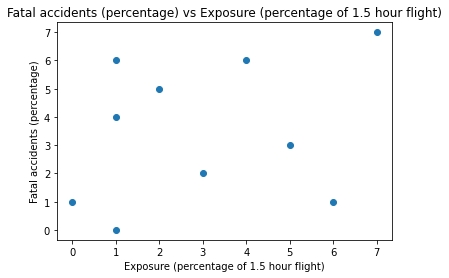 Fatal accidents (percentage) vs Exposure (percentage of 1.5 hour flight)
Fatal accidents (percentage)
7
6
5
4
3
2
1
0
0 1 2 3 4 5 6 7
Exposure (percentage of 1.5 hour flight)